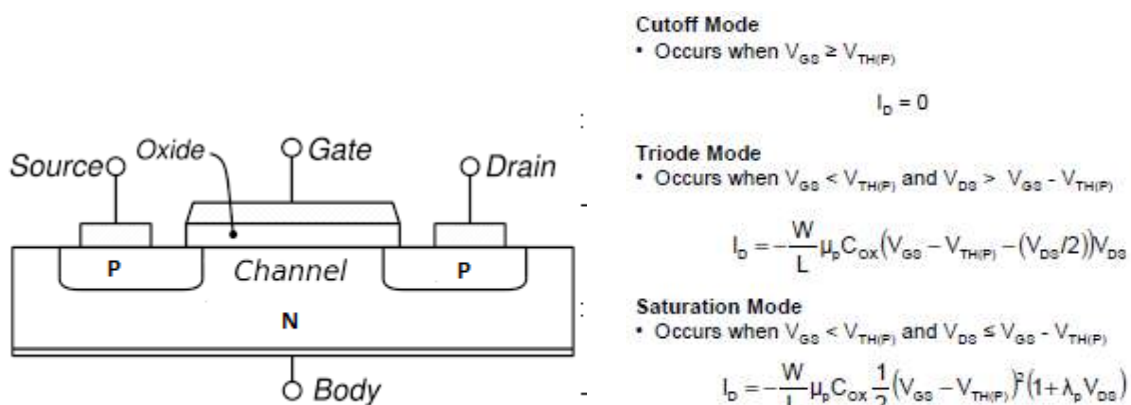 Source
Oxide
Gate
Drain
P
Channel
P
N
Body
Cutoff Mode
• Occurs when V_GS ≥ V_TH(P)
I_D = 0
Triode Mode
• Occurs when V_GS < V_TH(P) and V_DS > V_GS - V_TH(P)
I_D = -W/L μ_p C_OX (V_GS - V_TH(P) - (V_DS/2))V_DS
Saturation Mode
• Occurs when V_GS < V_TH(P) and V_DS ≤ V_GS - V_TH(P)
I_D = -W/L μ_p C_OX 1/2 (V_GS - V_TH(P))² (1 + λ_p V_DS)